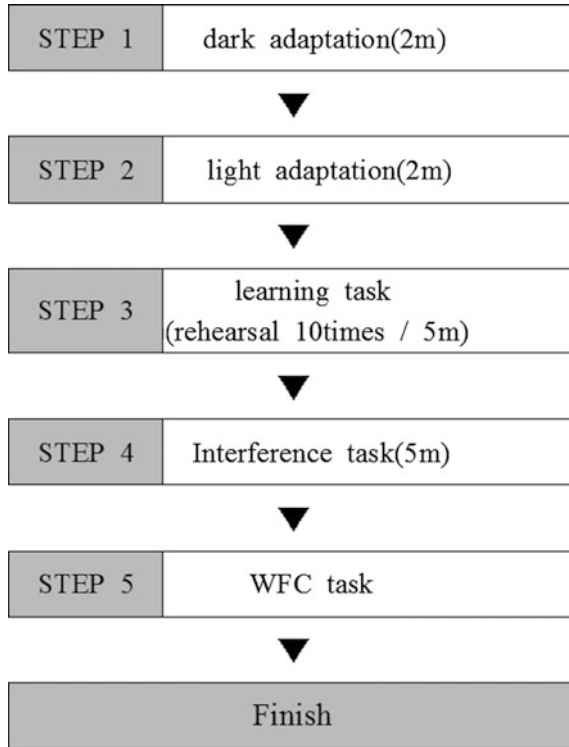 STEP 1 dark adaptation(2m)
STEP 2 light adaptation(2m)
STEP 3 learning task
(rehearsal 10times / 5m)
STEP 4 Interference task(5m)
STEP 5 WFC task
Finish